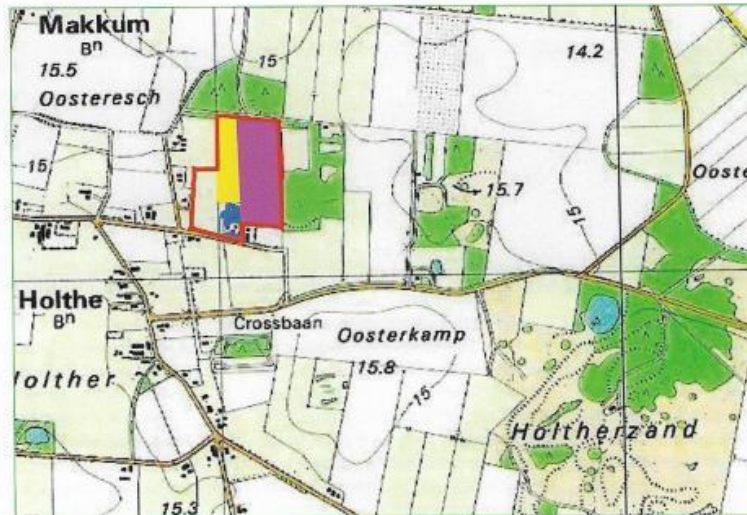 Makkum
Bn
15.5
15
14.2
Oosteresch
15
15.7
Ooste
15
Holthe
Bn
Crossbaan
Oosterkamp
15.8
Holther
15
Holtherzand
15.3